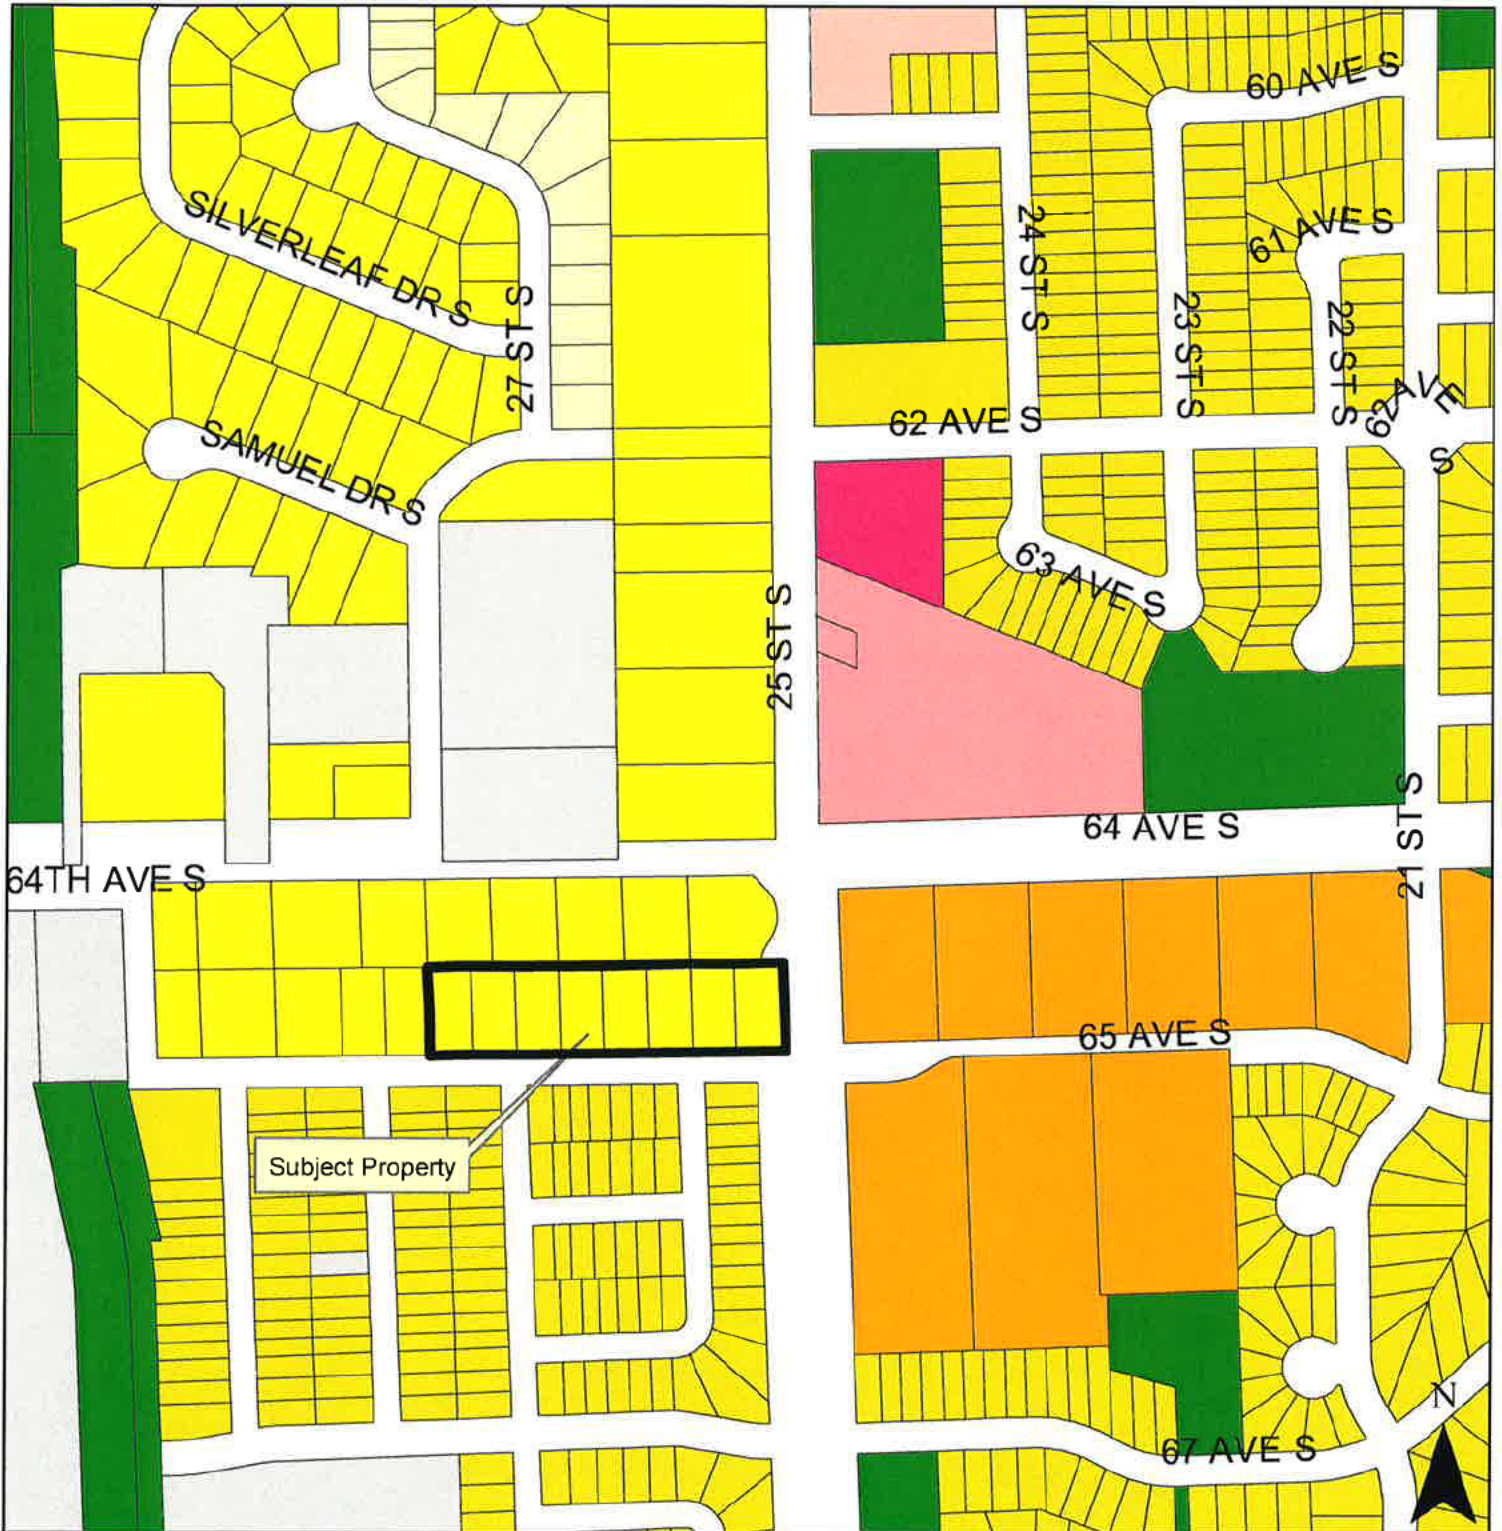 60 AVE S
SILVERLEAF DR S
24 ST S
61 AVE S
27 ST S
23 ST S
22 ST S
62 AVE S
62 AVE
S
SAMUEL DR S
63 AVE S
25 ST S
21 ST S
64 AVE S
64TH AVE S
65 AVE S
Subject Property
N
67 AVE S